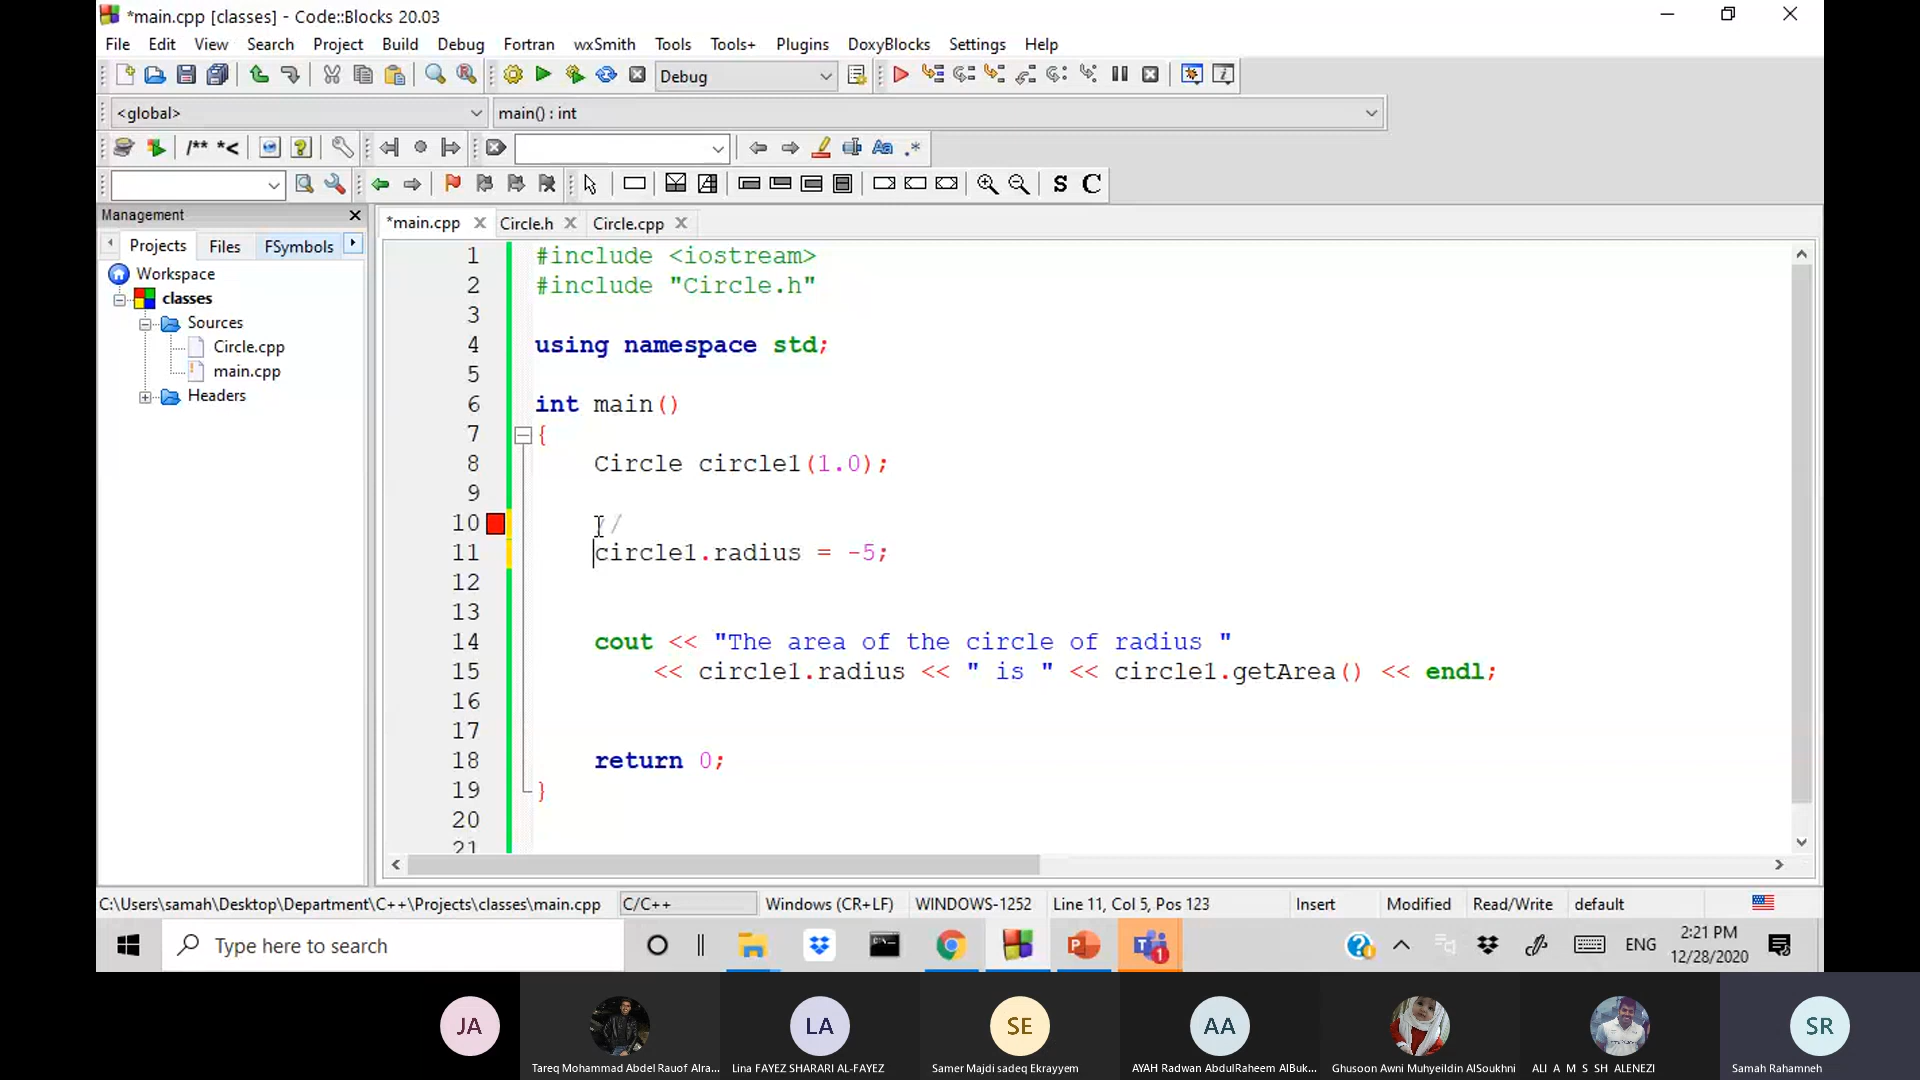 *main.cpp [classes] - Code::Blocks 20.03
File Edit View Search Project Build Debug Fortran wxSmith Tools Tools+ Plugins DoxyBlocks Settings Help
Debug
<global> main() : int
/** *<
S C
Management
Projects Files FSymbols
*main.cpp Circle.h Circle.cpp
Workspace
classes
Sources
Circle.cpp
main.cpp
Headers
1 #include <iostream>
2 #include "Circle.h"
3
4 using namespace std;
5
6 int main()
7 {
8 Circle circle1(1.0);
9
10 //
11 circle1.radius = -5;
12
13
14 cout << "The area of the circle of radius "
15 << circle1.radius << " is " << circle1.getArea() << endl;
16
17
18 return 0;
19 }
20
21
C:\Users\samah\Desktop\Department\C++\Projects\classes\main.cpp C/C++ Windows (CR+LF) WINDOWS-1252 Line 11, Col 5, Pos 123 Insert Modified Read/Write default
Type here to search
ENG
2:21 PM
12/28/2020
JA LA SE AA SR
Tareq Mohammad Abdel Rauof Alra... Lina FAYEZ SHARARI AL-FAYEZ Samer Majdi sadeq Ekrayyem AYAH Radwan AbdulRaheem AlBuk... Ghusoon Awni Muhyeildin AlSoukhni ALI A M S SH ALENEZI Samah Rahamneh